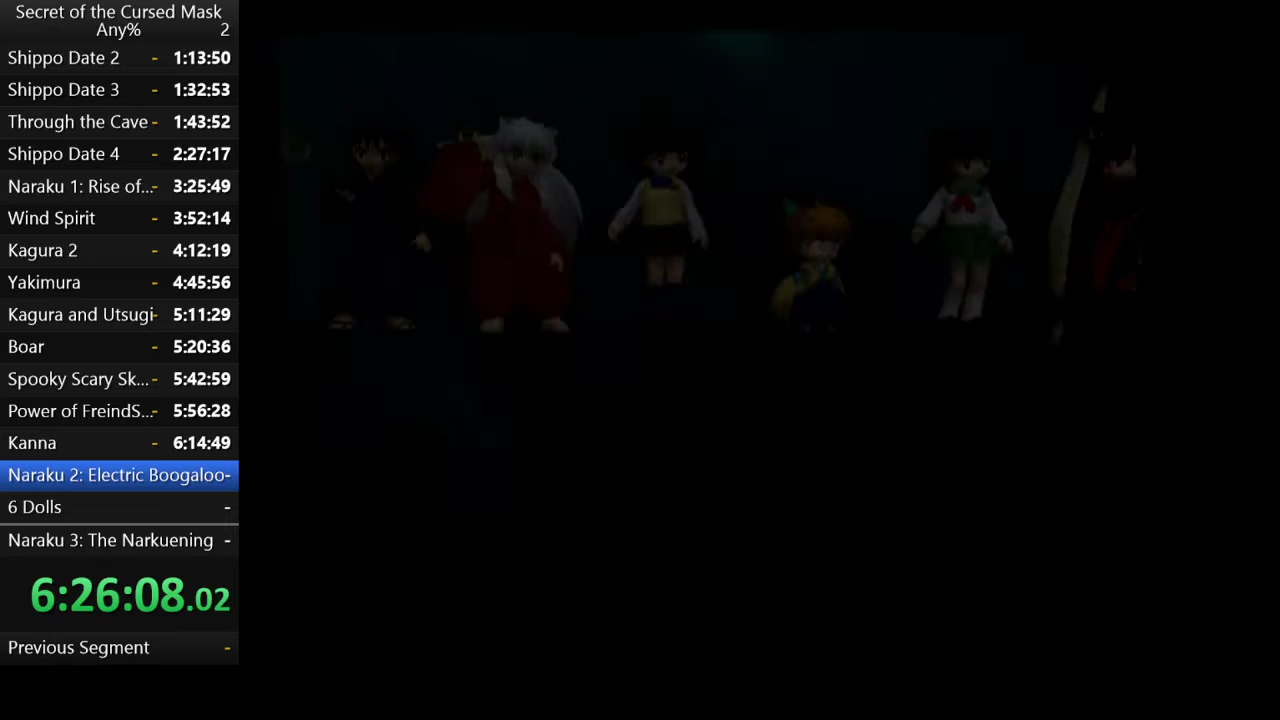 Secret of the Cursed Mask
Any% 2
Shippo Date 2 - 1:13:50
Shippo Date 3 - 1:32:53
Through the Cave - 1:43:52
Shippo Date 4 - 2:27:17
Naraku 1: Rise of... - 3:25:49
Wind Spirit - 3:52:14
Kagura 2 - 4:12:19
Yakimura - 4:45:56
Kagura and Utsugi - 5:11:29
Boar - 5:20:36
Spooky Scary Sk... - 5:42:59
Power of FreindS... - 5:56:28
Kanna - 6:14:49
Naraku 2: Electric Boogaloo -
6 Dolls -
Naraku 3: The Narkuening -
6:26:08.02
Previous Segment -